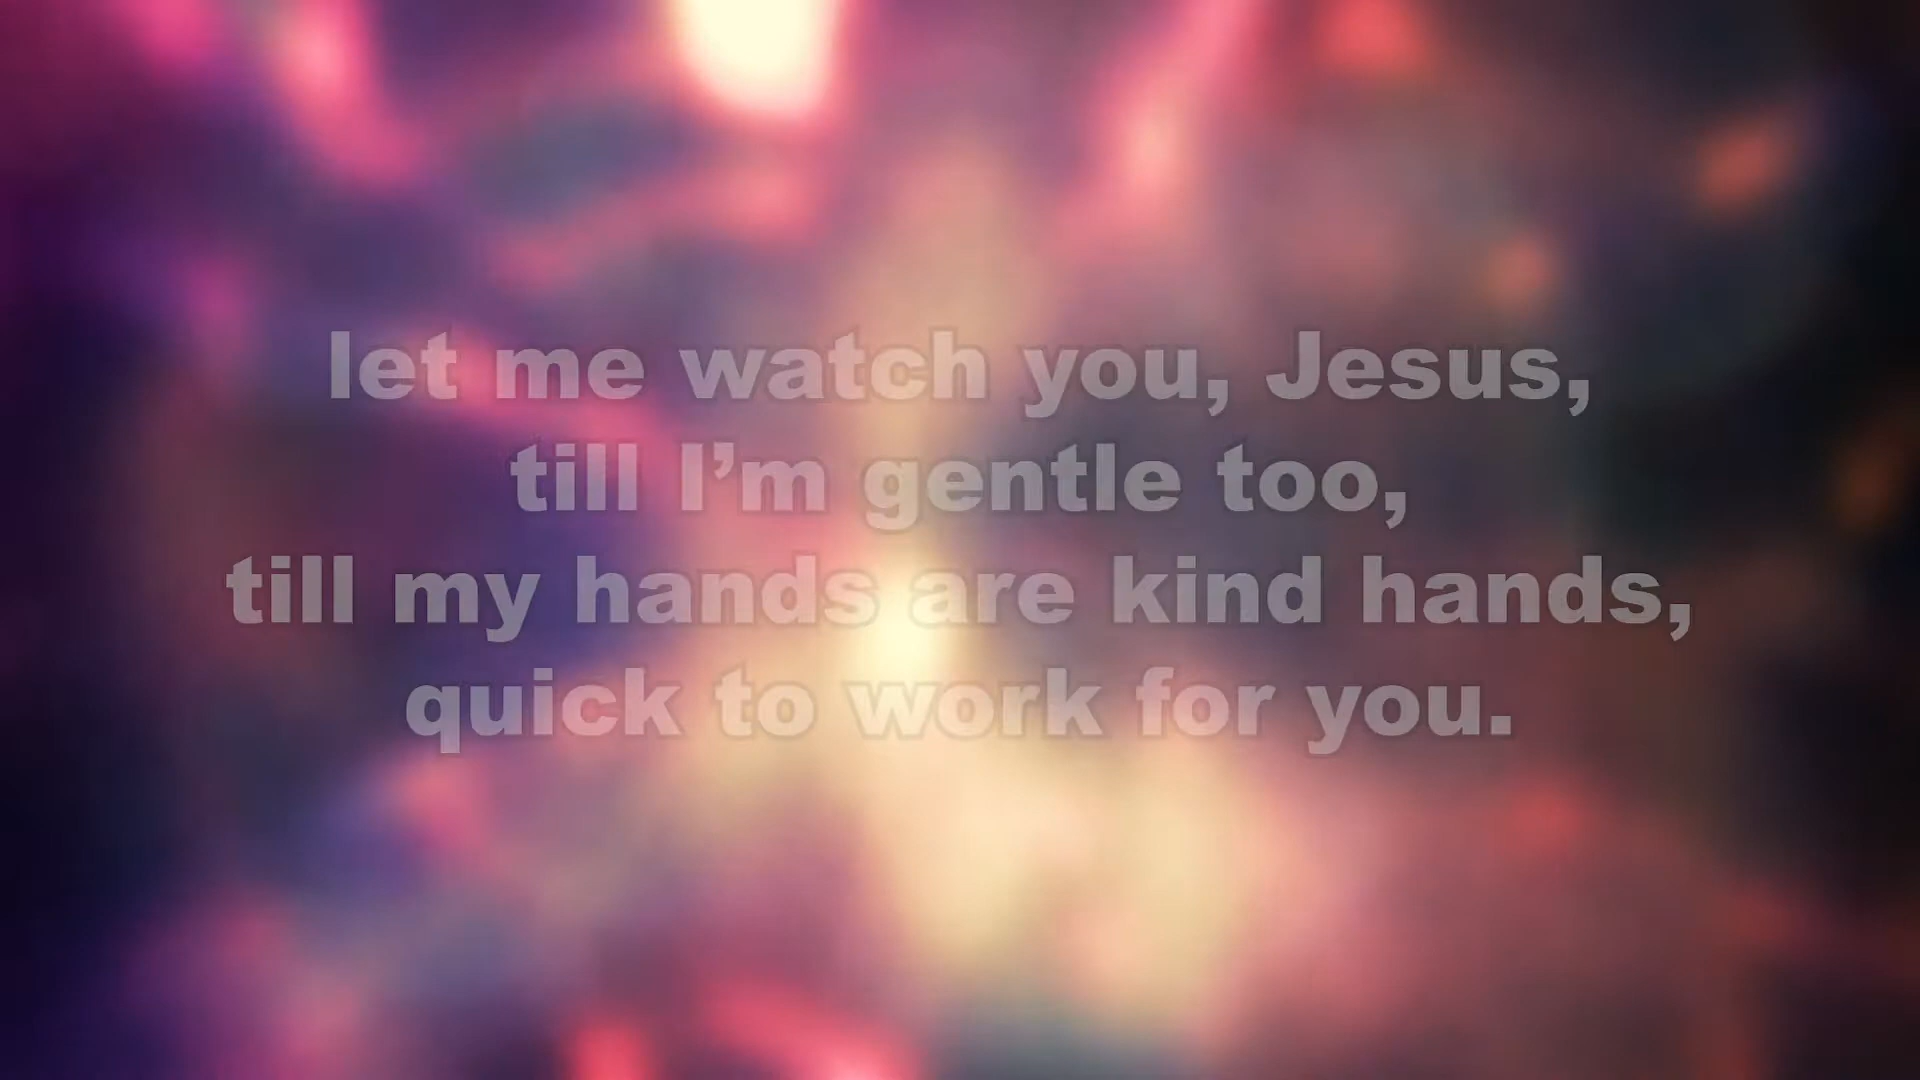 let me watch you, Jesus,
till I’m gentle too,
till my hands are kind hands,
quick to work for you.